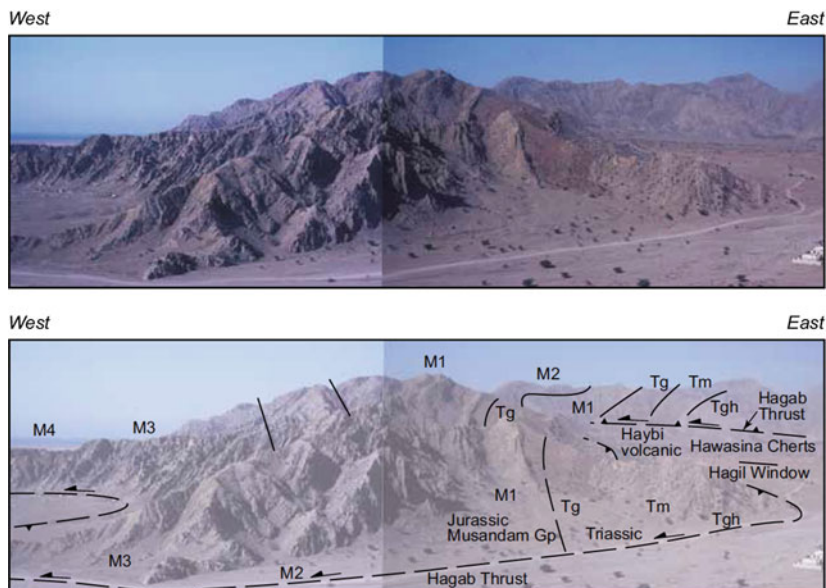 West East
West East
M1
M2
Tg Tm
Hagab
Thrust
M4 M3
Tg
M1
Tgh
Haybi
volcanic
Hawasina Cherts
Hagil Window
M1
Jurassic
Musandam Gp
Tg
Tm
Triassic
Tgh
M3
M2
Hagab Thrust